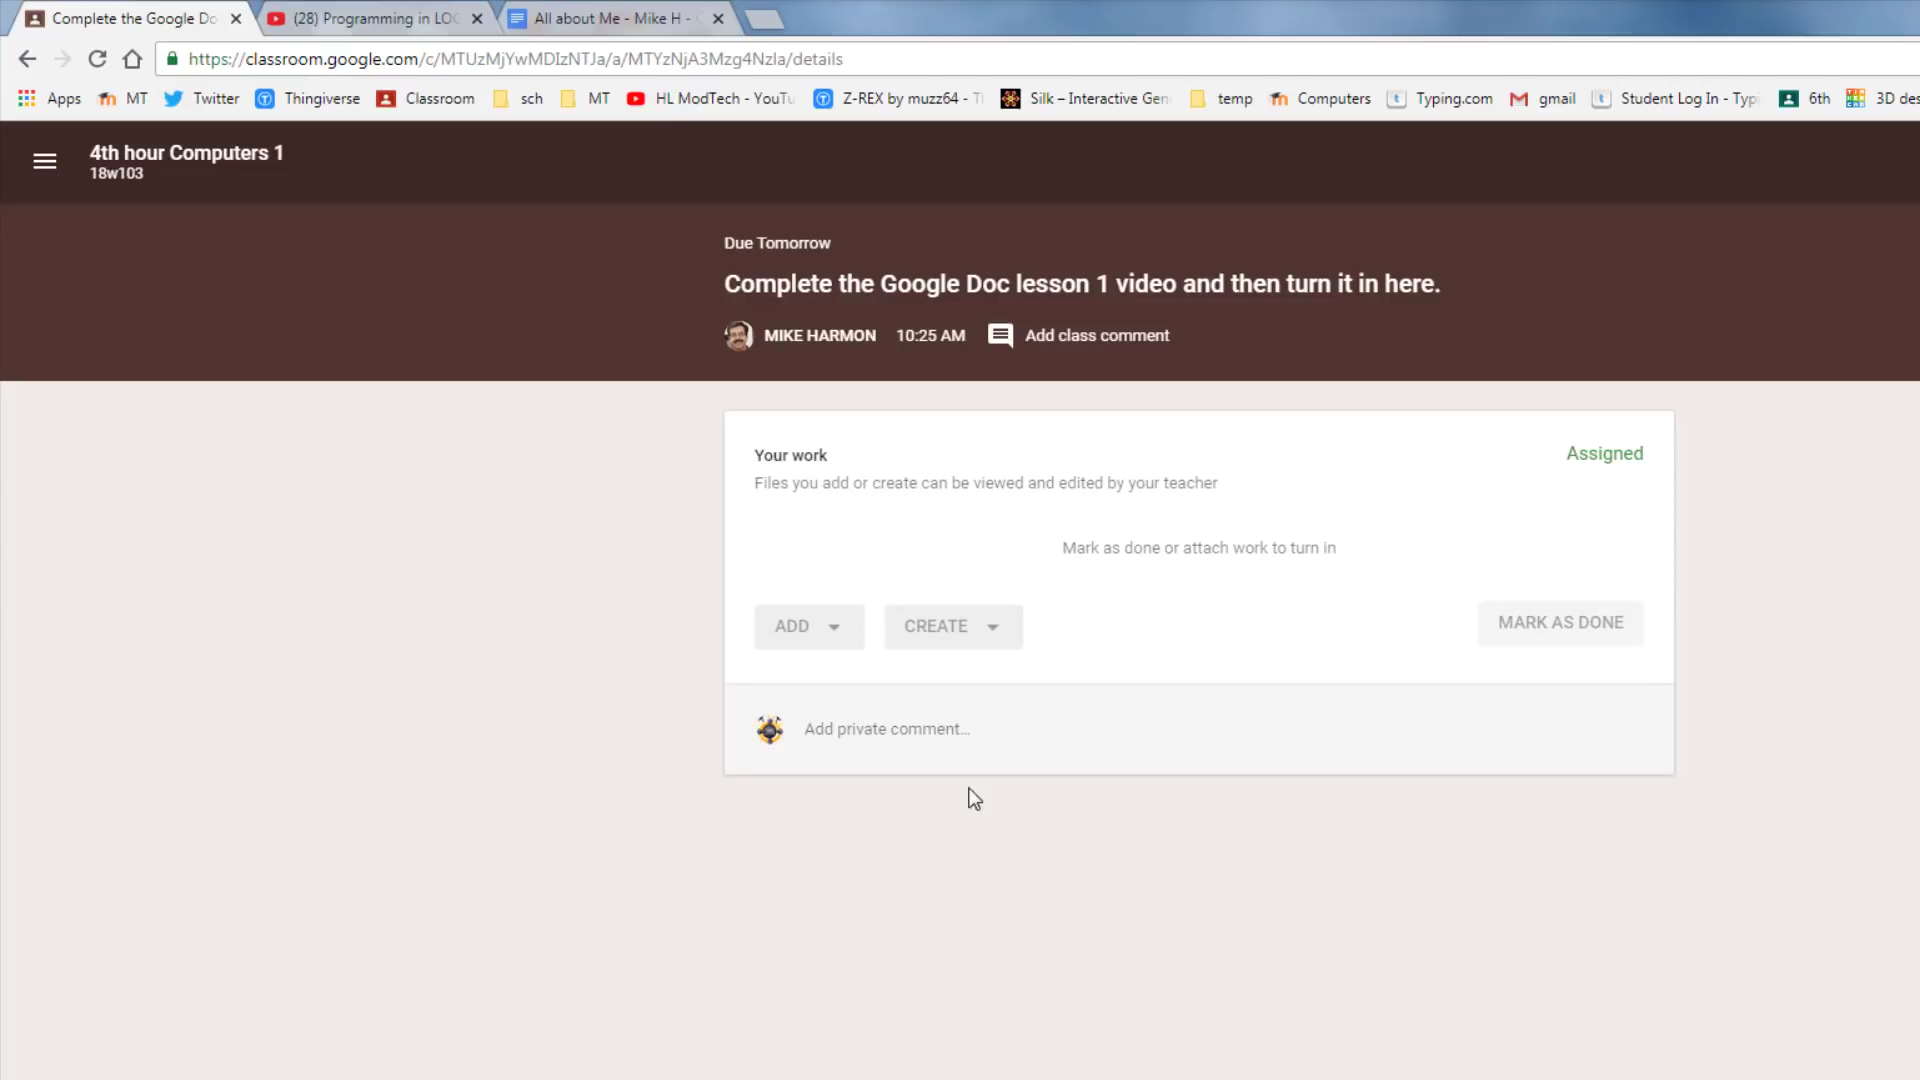 Complete the Google Do
(28) Programming in LOG
All about Me - Mike H -
https://classroom.google.com/c/MTUzMjYwMDIzNTJa/a/MTYzNjA3Mzg4Nzla/details
Apps MT Twitter Thingiverse Classroom sch MT HL ModTech - YouTu Z-REX by muzz64 - T Silk – Interactive Gen temp Computers Typing.com gmail Student Log In - Typ 6th 3D des
4th hour Computers 1
18w103
Due Tomorrow
Complete the Google Doc lesson 1 video and then turn it in here.
MIKE HARMON 10:25 AM Add class comment
Your work Assigned
Files you add or create can be viewed and edited by your teacher
Mark as done or attach work to turn in
ADD CREATE MARK AS DONE
Add private comment...